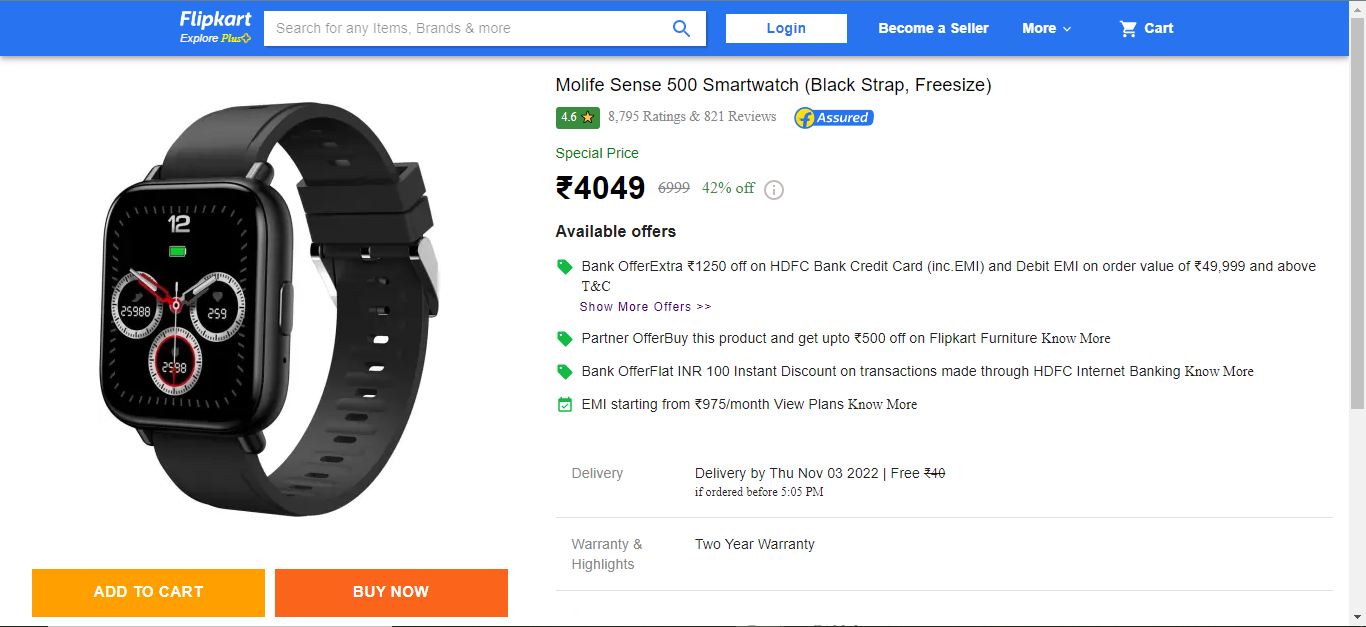 Flipkart
Explore Plus
Search for any Items, Brands & more
Login
Become a Seller
More
Cart
Molife Sense 500 Smartwatch (Black Strap, Freesize)
4.6
8,795 Ratings & 821 Reviews
Assured
Special Price
₹4049 6999 42% off
Available offers
Bank OfferExtra ₹1250 off on HDFC Bank Credit Card (inc.EMI) and Debit EMI on order value of ₹49,999 and above
T&C
Show More Offers >>
Partner OfferBuy this product and get upto ₹500 off on Flipkart Furniture Know More
Bank OfferFlat INR 100 Instant Discount on transactions made through HDFC Internet Banking Know More
EMI starting from ₹975/month View Plans Know More
Delivery
Delivery by Thu Nov 03 2022 | Free ₹40
if ordered before 5:05 PM
Warranty &
Highlights
Two Year Warranty
12
25988
259
2598
ADD TO CART
BUY NOW